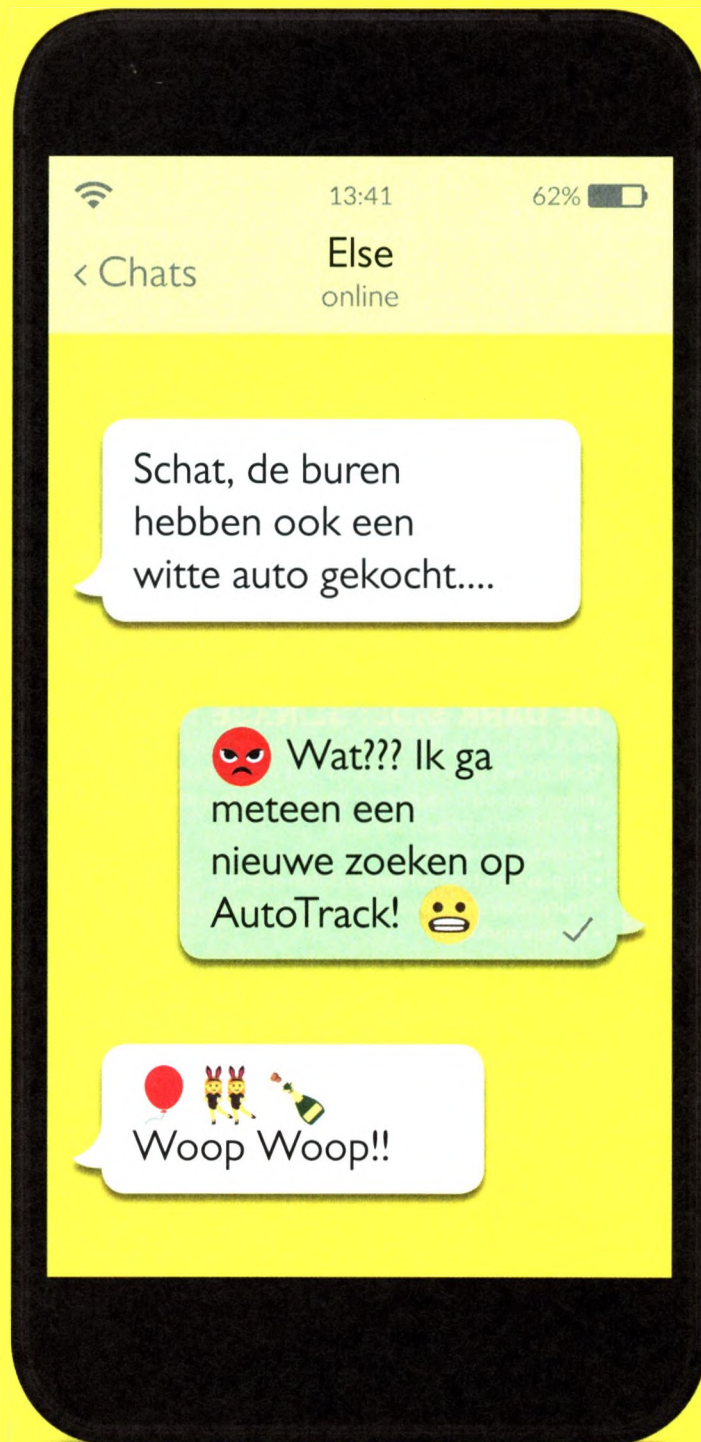 13:41
62%
< Chats
Else
online
Schat, de buren
hebben ook een
witte auto gekocht....
😡 Wat??? Ik ga
meteen een
nieuwe zoeken op
AutoTrack! 😬
🎈👯🍾
Woop Woop!!